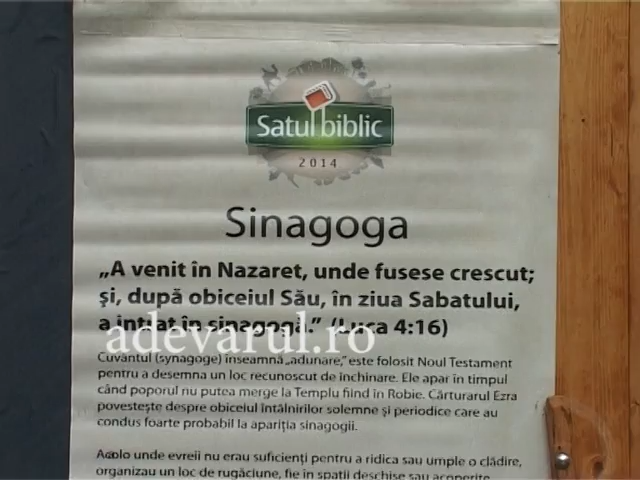 Satul biblic
2014
Sinagoga
„A venit în Nazaret, unde fusese crescut;
şi, după obiceiul Său, în ziua Sabatului,
a intrat în sinagogă.” (Luca 4:16)
adevarul.ro
Cuvântul (synagoge) înseamnă „adunare,” este folosit Noul Testament
pentru a desemna un loc recunoscut de închinare. Ele apar în timpul
când poporul nu putea merge la Templu fiind în Robie. Cărturarul Ezra
povesteşte despre obiceiul întâlnirilor solemne şi periodice care au
condus foarte probabil la apariţia sinagogii.
Acolo unde evreii nu erau suficienţi pentru a ridica sau umple o clădire,
organizau un loc de rugăciune, fie în spaţii deschise sau acoperite